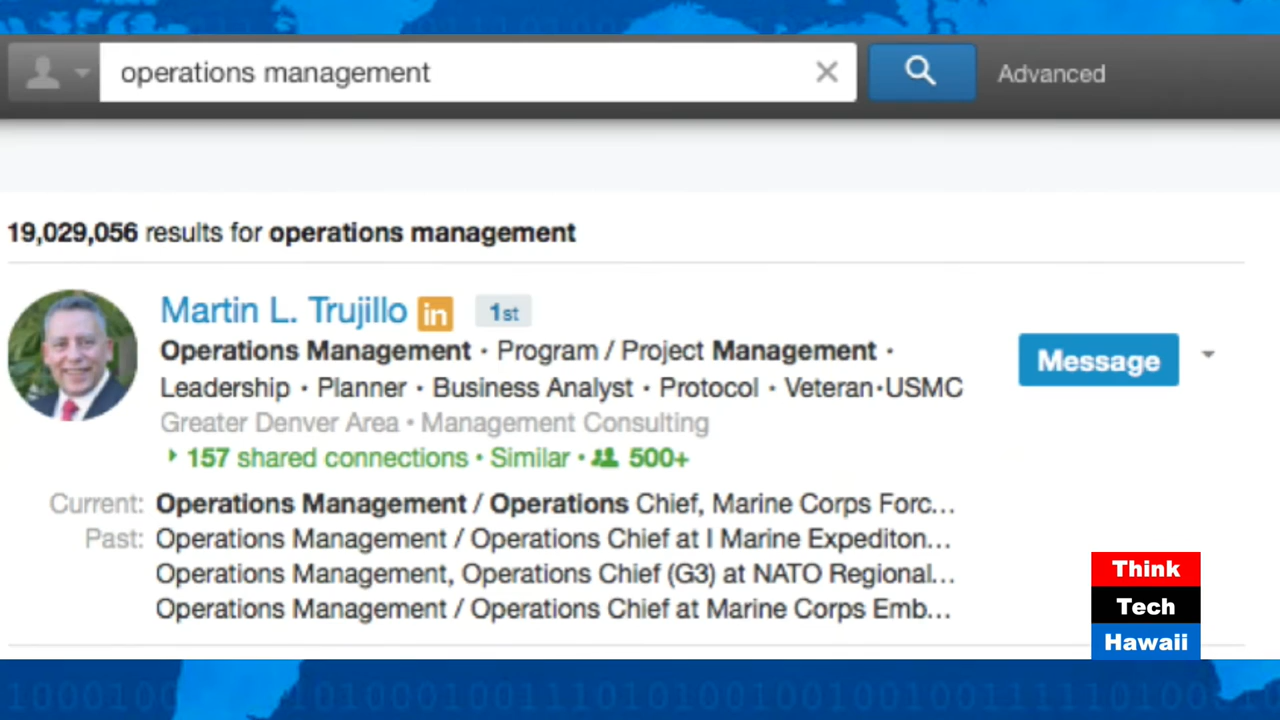 operations management
Advanced
19,029,056 results for operations management
Martin L. Trujillo in 1st
Operations Management · Program / Project Management ·
Leadership · Planner · Business Analyst · Protocol · Veteran·USMC
Message
Greater Denver Area • Management Consulting
157 shared connections • Similar • 500+
Current: Operations Management / Operations Chief, Marine Corps Forc...
Past: Operations Management / Operations Chief at I Marine Expediton...
Operations Management, Operations Chief (G3) at NATO Regional...
Operations Management / Operations Chief at Marine Corps Emb...
Think
Tech
Hawaii